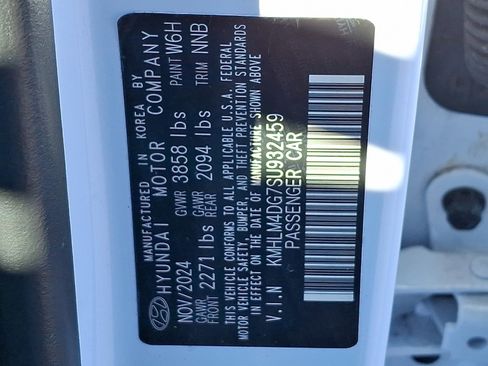 MANUFACTURED IN KOREA BY
HYUNDAI MOTOR COMPANY
NOV/2024 GVWR 3858 lbs PAINT W6H
GAWR FRONT 2271 lbs GAWR REAR 2094 lbs TRIM NNB
THIS VEHICLE CONFORMS TO ALL APPLICABLE U.S.A. FEDERAL
MOTOR VEHICLE SAFETY, BUMPER, AND THEFT PREVENTION STANDARDS
IN EFFECT ON THE DATE OF MANUFACTURE SHOWN ABOVE
V.I.N KMHLM4DG7SU932459
PASSENGER CAR